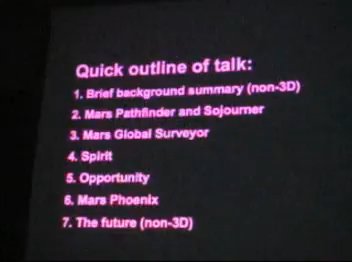 Quick outline of talk:
1. Brief background summary (non-3D)
2. Mars Pathfinder and Sojourner
3. Mars Global Surveyor
4. Spirit
5. Opportunity
6. Mars Phoenix
7. The future (non-3D)